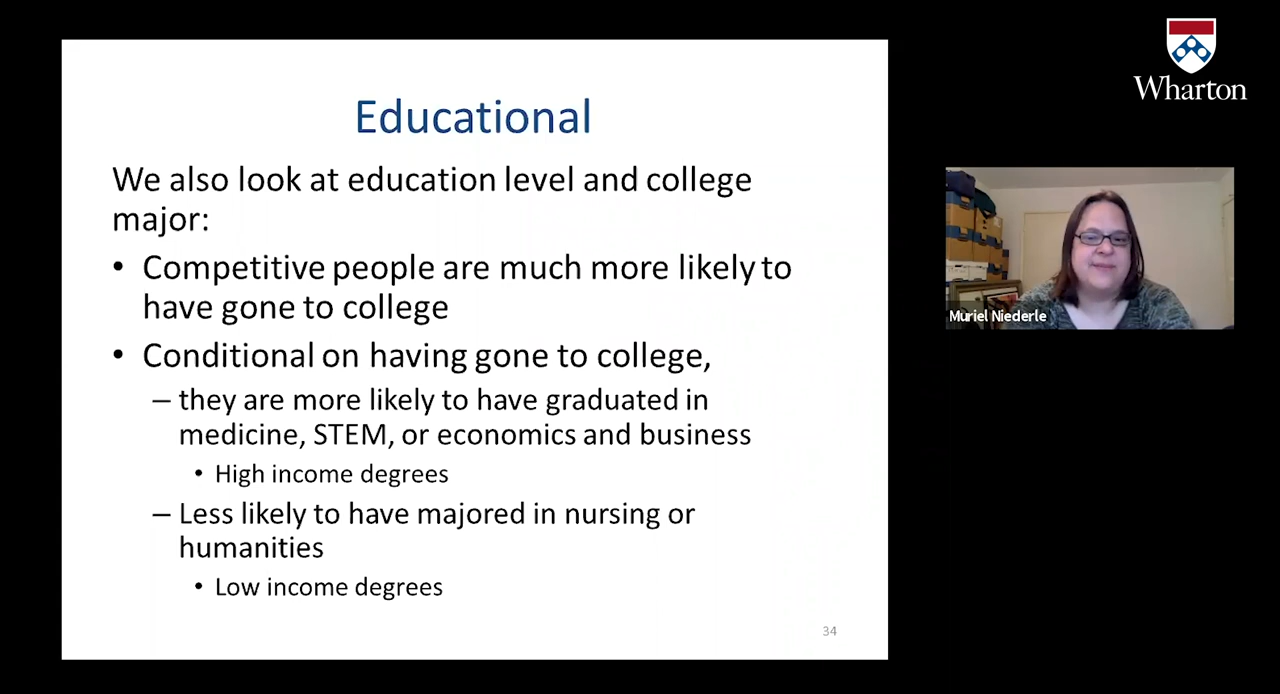 Wharton
Educational
We also look at education level and college
major:
• Competitive people are much more likely to
have gone to college
• Conditional on having gone to college,
– they are more likely to have graduated in
medicine, STEM, or economics and business
• High income degrees
– Less likely to have majored in nursing or
humanities
• Low income degrees
34
Muriel Niederle